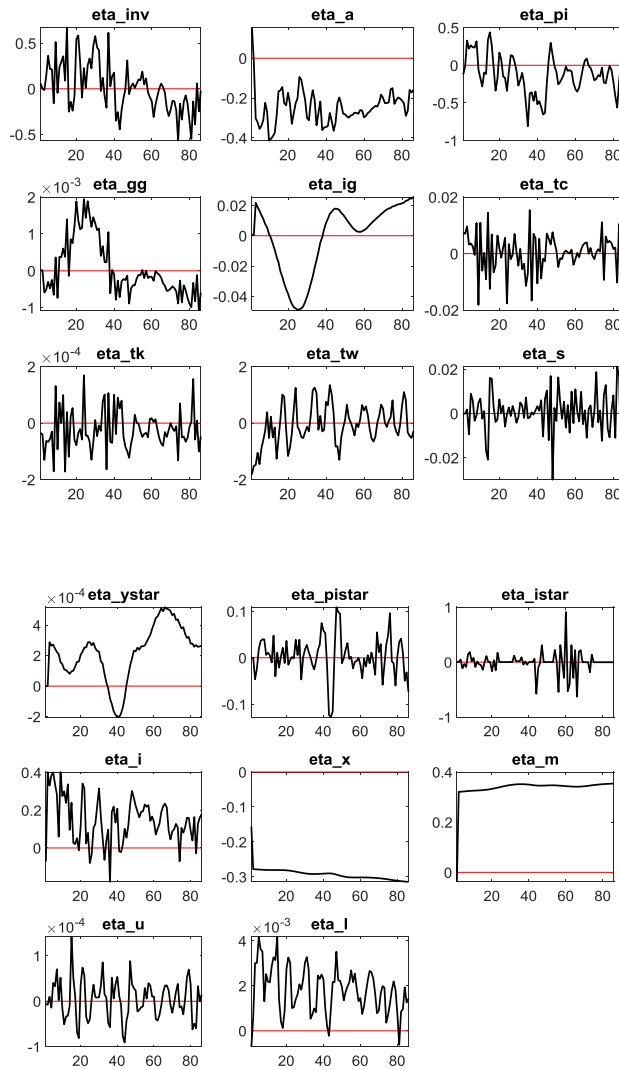 eta_inv eta_a eta_pi
0.5 0 -0.5
0 -0.2 -0.4
0.5 0 -0.5 -1
20 40 60 80 20 40 60 80 20 40 60 80
eta_gg eta_ig eta_tc
×10-3
2 1 0 -1
0.02 0 -0.02 -0.04
0.02 0 -0.02
20 40 60 80 20 40 60 80 20 40 60 80
eta_tk eta_tw eta_s
×10-4
2 0 -2
2 0 -2
0.02 0 -0.02
20 40 60 80 20 40 60 80 20 40 60 80
eta_ystar eta_pistar eta_istar
×10-4
4 2 0 -2
0.1 0 -0.1
1 0 -1
20 40 60 80 20 40 60 80 20 40 60 80
eta_i eta_x eta_m
0.4 0.2 0
0 -0.1 -0.2 -0.3
0.4 0.2 0
20 40 60 80 20 40 60 80 20 40 60 80
eta_u eta_l
×10-4 ×10-3
1 0 -1
4 2 0
20 40 60 80 20 40 60 80